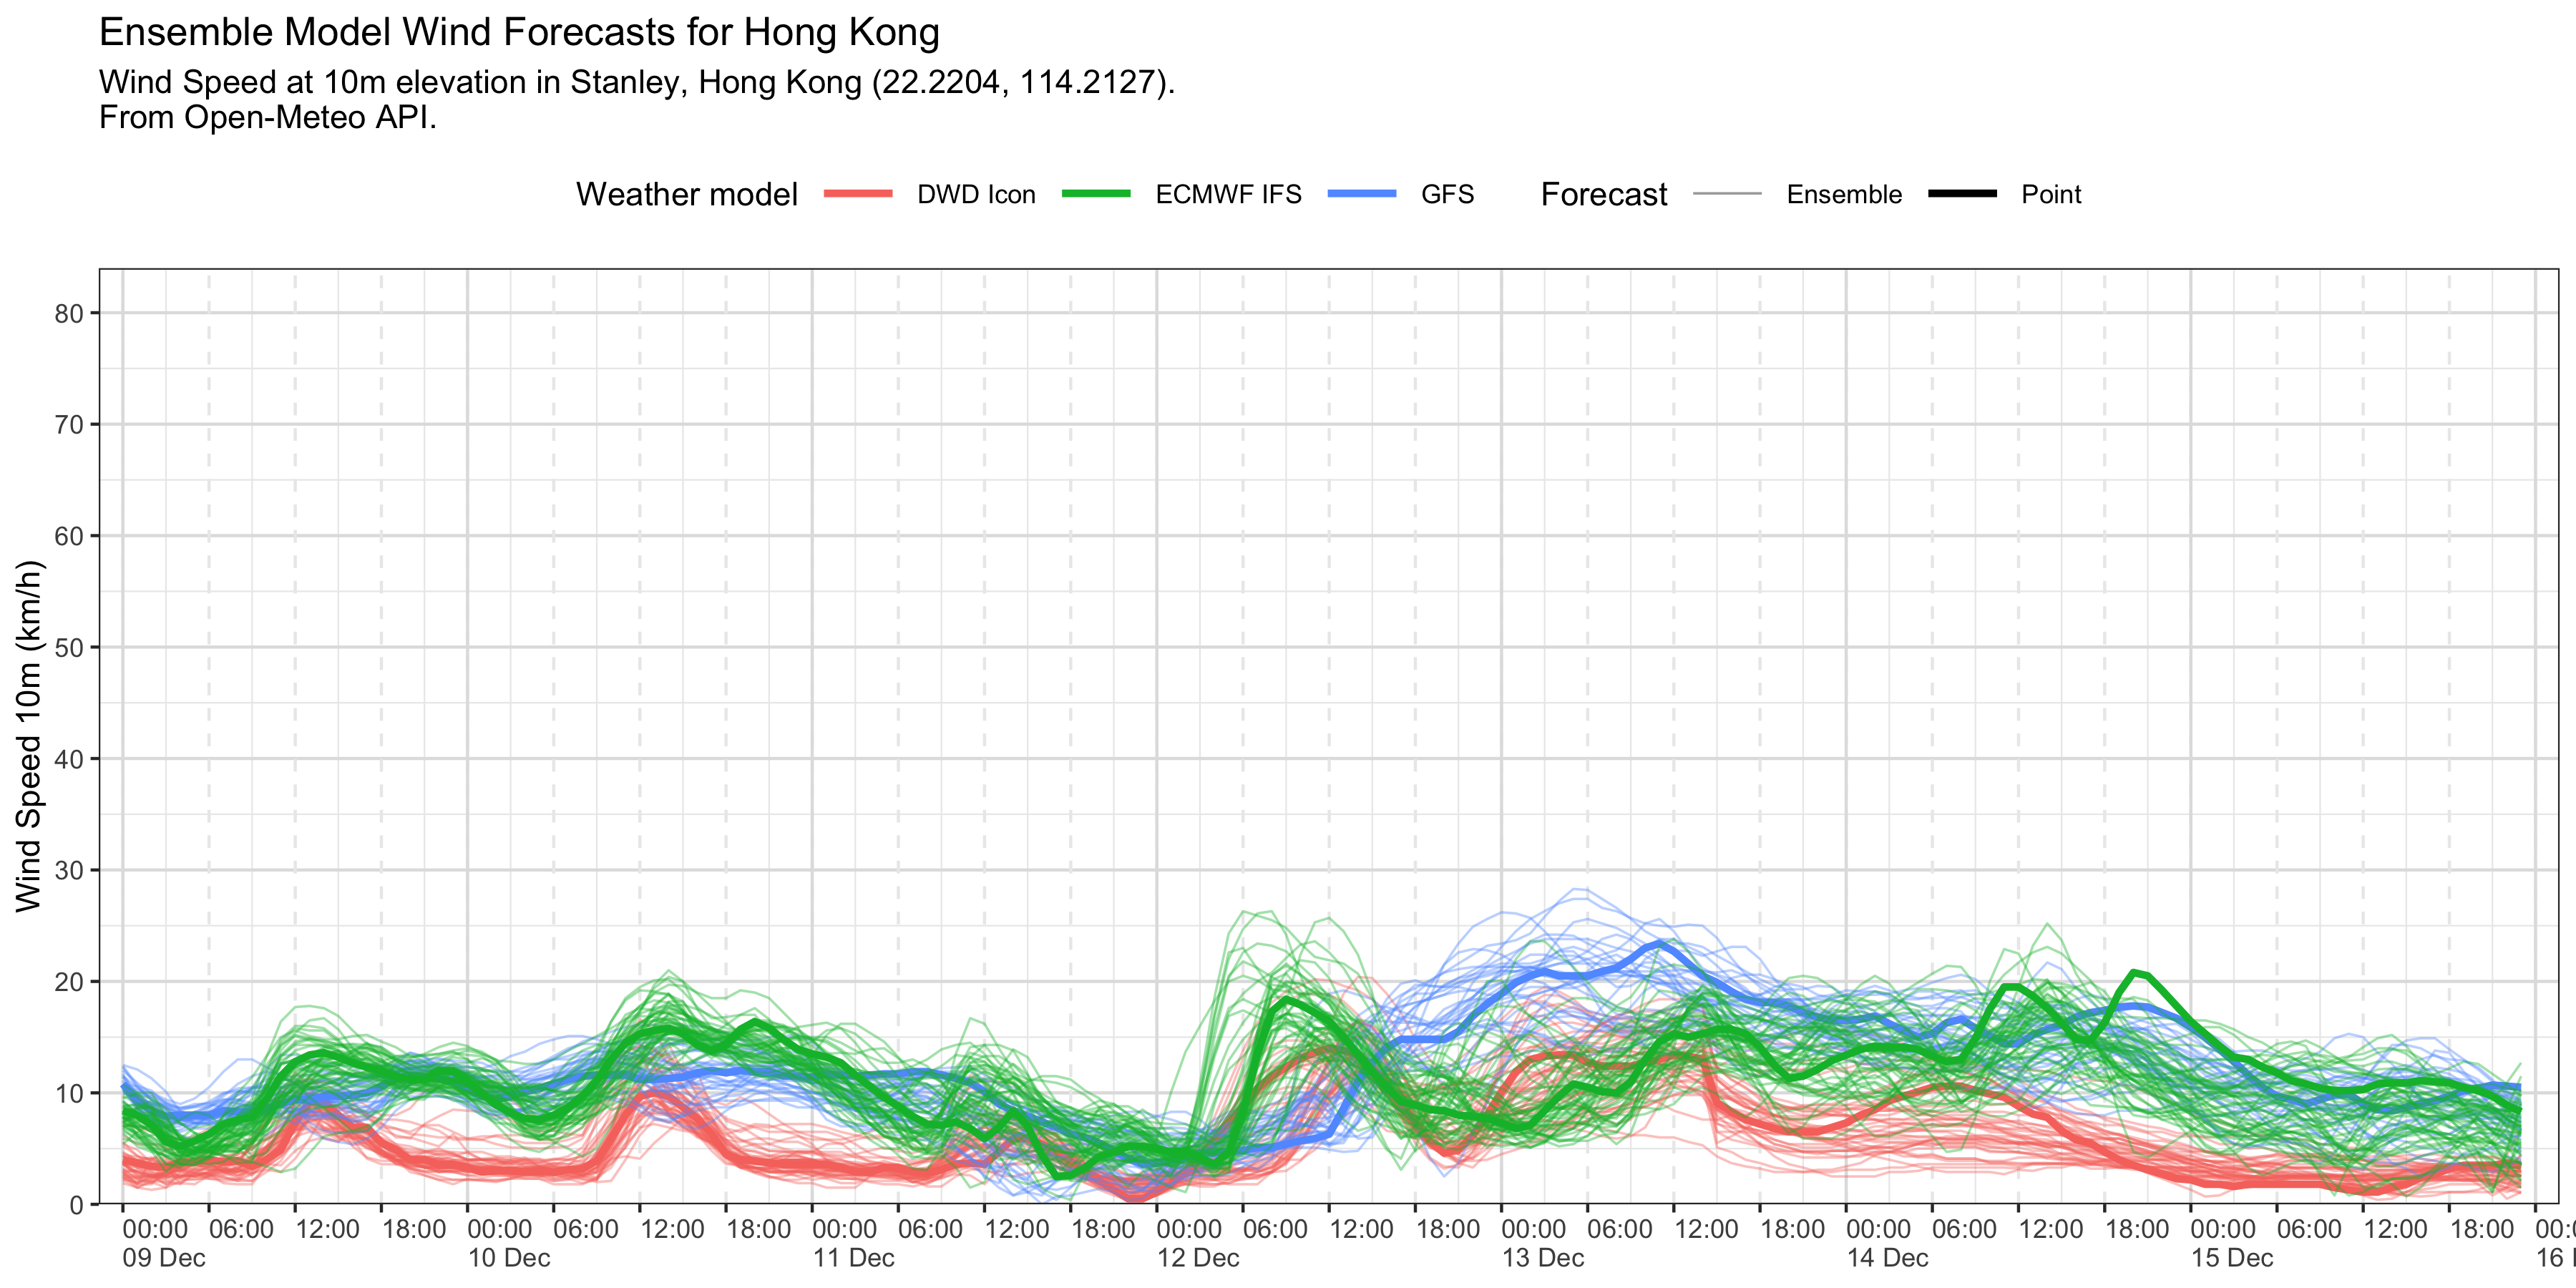 Ensemble Model Wind Forecasts for Hong Kong
Wind Speed at 10m elevation in Stanley, Hong Kong (22.2204, 114.2127).
From Open-Meteo API.
Weather model DWD Icon ECMWF IFS GFS Forecast Ensemble Point
Wind Speed 10m (km/h)
80
70
60
50
40
30
20
10
0
00:00 06:00 12:00 18:00 00:00 06:00 12:00 18:00 00:00 06:00 12:00 18:00 00:00 06:00 12:00 18:00 00:00 06:00 12:00 18:00 00:00 06:00 12:00 18:00 00:00 06:00 12:00 18:00 00:0
09 Dec 10 Dec 11 Dec 12 Dec 13 Dec 14 Dec 15 Dec 16